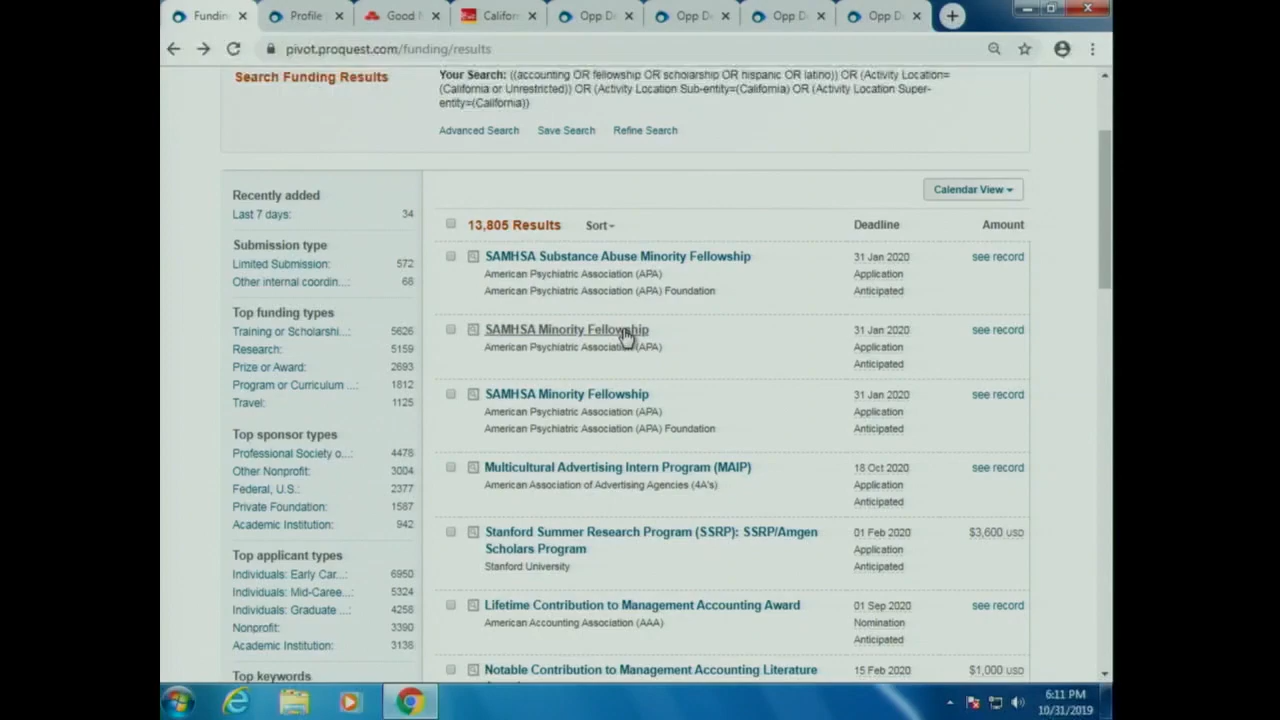 Fundin
Profile
Good
Califor
Opp D
Opp D
Opp D
Opp D
pivot.proquest.com/funding/results
Search Funding Results
Your Search: ((accounting OR fellowship OR scholarship OR hispanic OR latino)) OR (Activity Location=
(California or Unrestricted)) OR (Activity Location Sub-entity=(California) OR (Activity Location Super-
entity=(California))
Advanced Search Save Search Refine Search
Recently added
Last 7 days: 34
Submission type
Limited Submission: 572
Other internal coordin...: 68
Top funding types
Training or Scholarshi...: 5626
Research: 5159
Prize or Award: 2693
Program or Curriculum ...: 1812
Travel: 1125
Top sponsor types
Professional Society o...: 4478
Other Nonprofit: 3004
Federal, U.S.: 2377
Private Foundation: 1587
Academic Institution: 942
Top applicant types
Individuals: Early Car...: 6950
Individuals: Mid-Caree...: 5324
Individuals: Graduate ...: 4258
Nonprofit: 3390
Academic Institution: 3136
Top keywords
Calendar View
13,805 Results Sort Deadline Amount
SAMHSA Substance Abuse Minority Fellowship 31 Jan 2020 see record
American Psychiatric Association (APA) Application
American Psychiatric Association (APA) Foundation Anticipated
SAMHSA Minority Fellowship 31 Jan 2020 see record
American Psychiatric Association (APA) Application
Anticipated
SAMHSA Minority Fellowship 31 Jan 2020 see record
American Psychiatric Association (APA) Application
American Psychiatric Association (APA) Foundation Anticipated
Multicultural Advertising Intern Program (MAIP) 18 Oct 2020 see record
American Association of Advertising Agencies (4A's) Application
Anticipated
Stanford Summer Research Program (SSRP): SSRP/Amgen 01 Feb 2020 $3,600 USD
Scholars Program Application
Stanford University Anticipated
Lifetime Contribution to Management Accounting Award 01 Sep 2020 see record
American Accounting Association (AAA) Nomination
Anticipated
Notable Contribution to Management Accounting Literature 15 Feb 2020 $1,000 USD
6:11 PM
10/31/2019